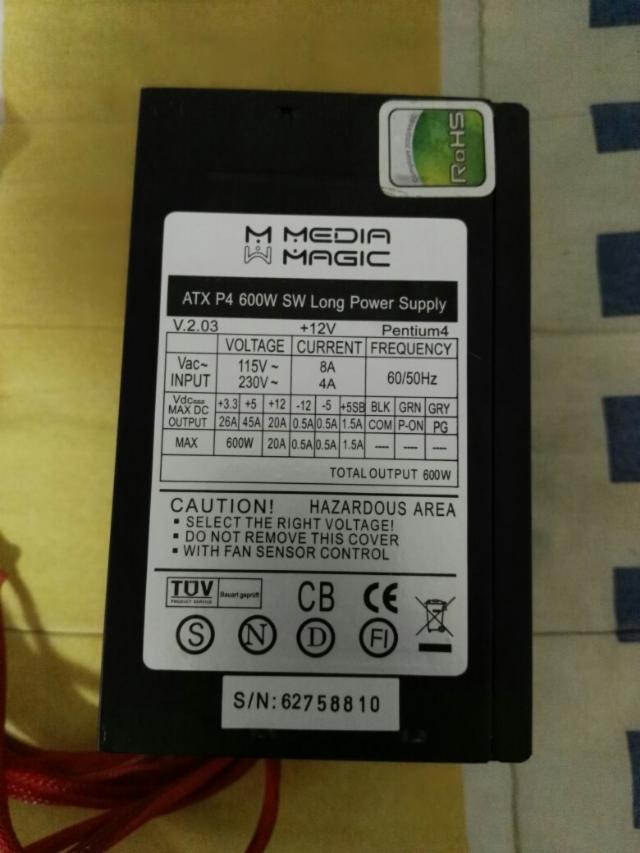 RoHS
MEDIA
MAGIC
ATX P4 600W SW Long Power Supply
V.2.03 +12V Pentium4
VOLTAGE CURRENT FREQUENCY
Vac~ INPUT 115V~ 230V~ 8A 4A 60/50Hz
Vdc MAX DC OUTPUT +3.3 +5 +12 -12 -5 +5SB BLK GRN GRY
26A 45A 20A 0.5A 0.5A 1.5A COM P-ON PG
MAX 600W 20A 0.5A 0.5A 1.5A ---- ---- ----
TOTAL OUTPUT 600W
CAUTION! HAZARDOUS AREA
▪ SELECT THE RIGHT VOLTAGE!
▪ DO NOT REMOVE THIS COVER
▪ WITH FAN SENSOR CONTROL
TÜV Bauart geprüft CB CE
PRODUCT SERVICE
S N D FI
S/N: 62758810